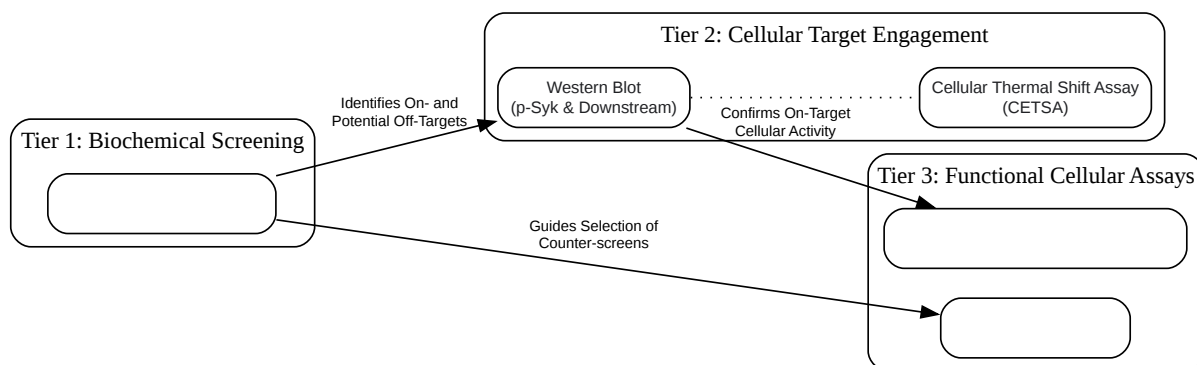 Tier 2: Cellular Target Engagement
Western Blot
(p-Syk & Downstream)
Cellular Thermal Shift Assay
(CETSA)
Identifies On- and
Potential Off-Targets
Confirms On-Target
Cellular Activity
Tier 1: Biochemical Screening
Tier 3: Functional Cellular Assays
Guides Selection of
Counter-screens